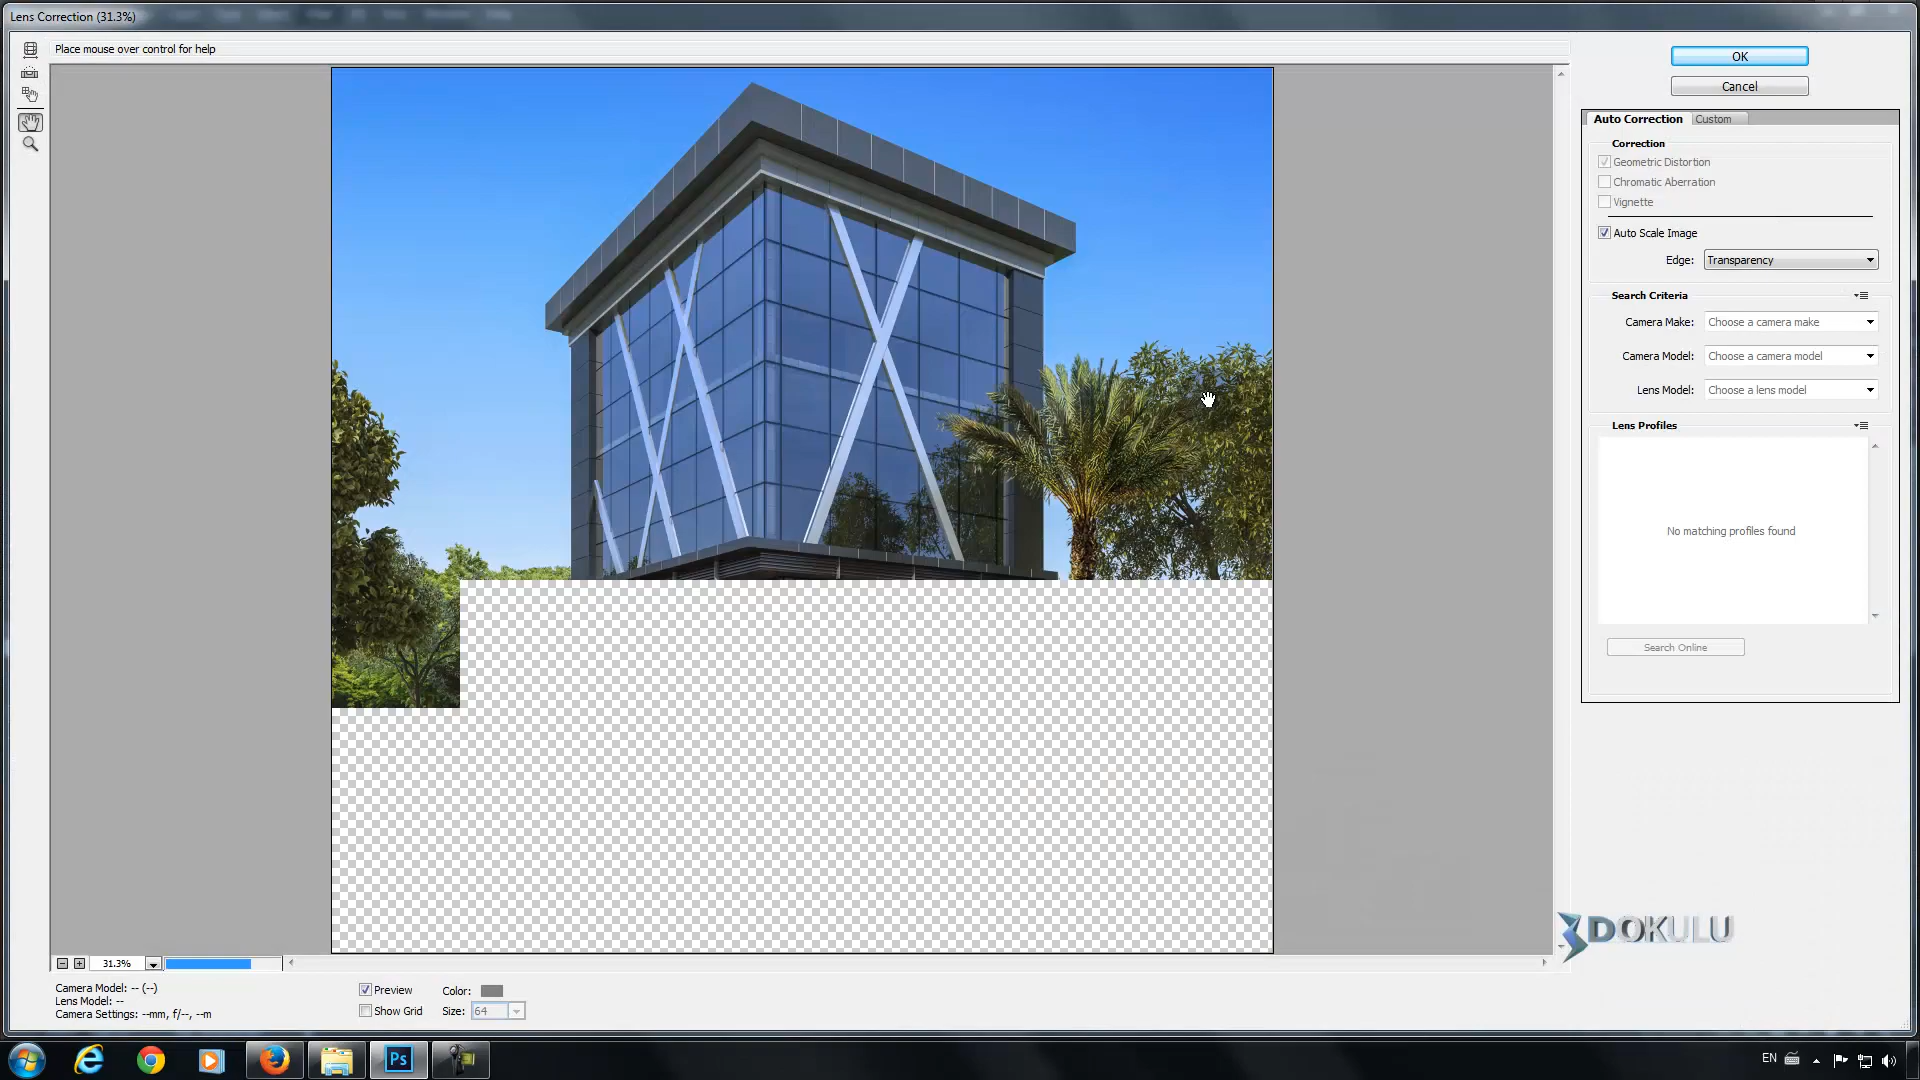 Lens Correction (31.3%)
Place mouse over control for help
OK
Cancel
Auto Correction
Custom
Correction
Geometric Distortion
Chromatic Aberration
Vignette
Auto Scale Image
Edge: Transparency
Search Criteria
Camera Make: Choose a camera make
Camera Model: Choose a camera model
Lens Model: Choose a lens model
Lens Profiles
No matching profiles found
Search Online
DOKULU
31.3%
Camera Model: -- (--)
Lens Model: --
Camera Settings: --mm, f/--, --m
Preview
Color:
Show Grid
Size: 64
Ps
EN